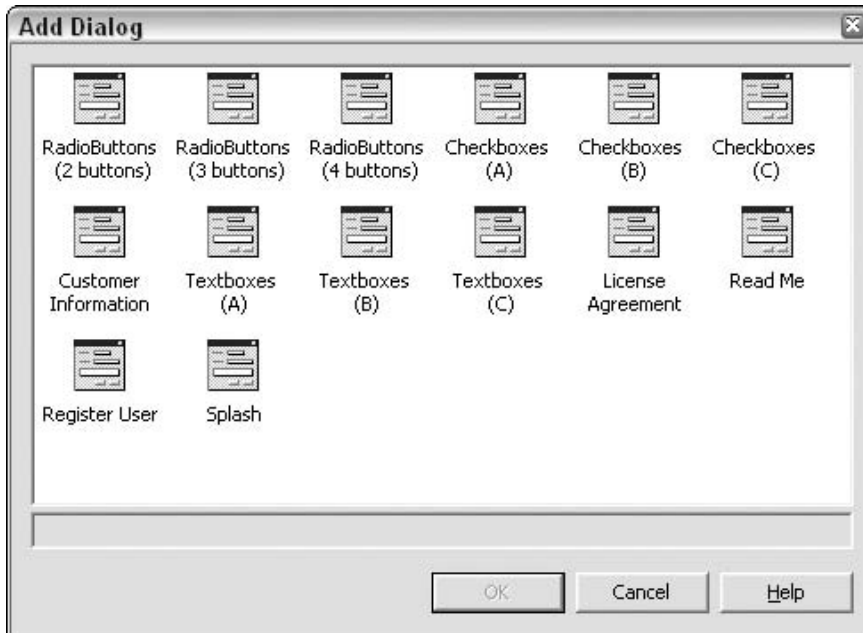 Add Dialog
RadioButtons RadioButtons RadioButtons Checkboxes Checkboxes Checkboxes
(2 buttons) (3 buttons) (4 buttons) (A) (B) (C)
Customer Textboxes Textboxes Textboxes License Read Me
Information (A) (B) (C) Agreement
Register User Splash
OK Cancel Help